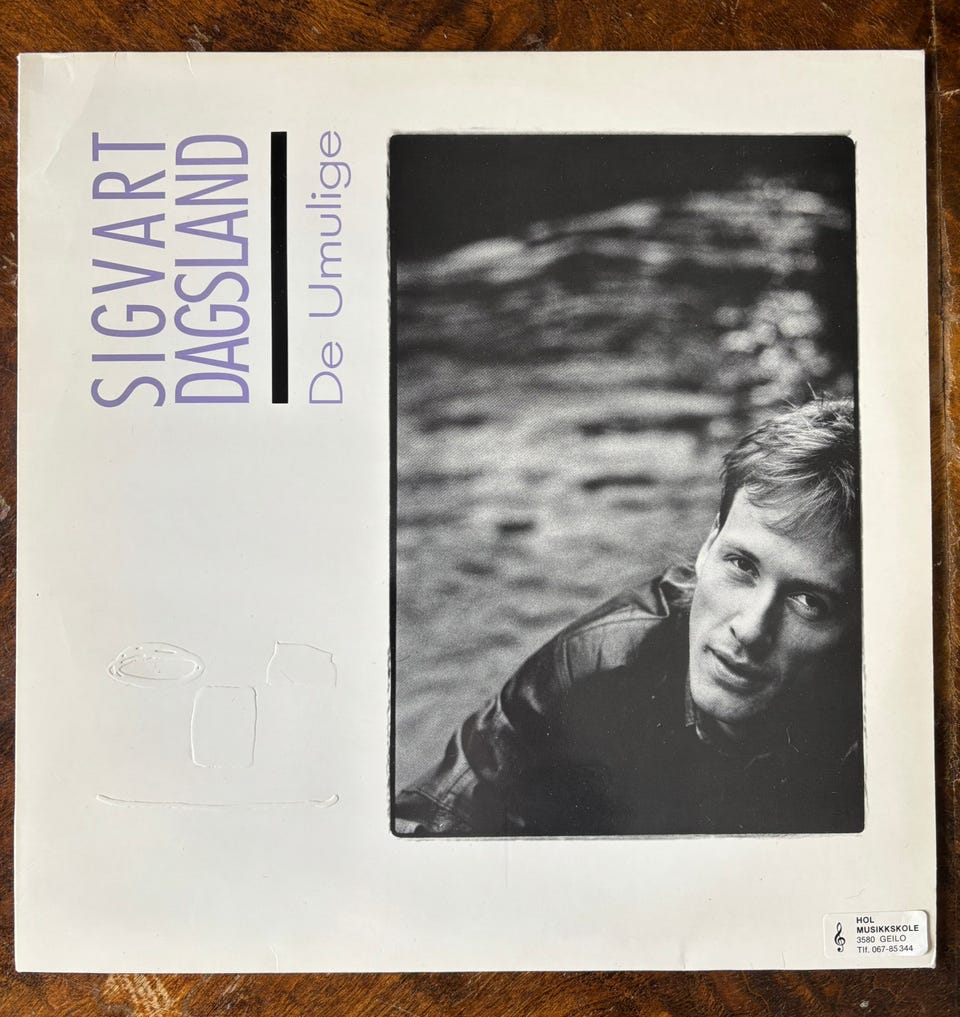 SIGVART
DAGSLAND
De Umulige
HOL
MUSIKKSKOLE
3580 GEILO
Tlf. 067-85344